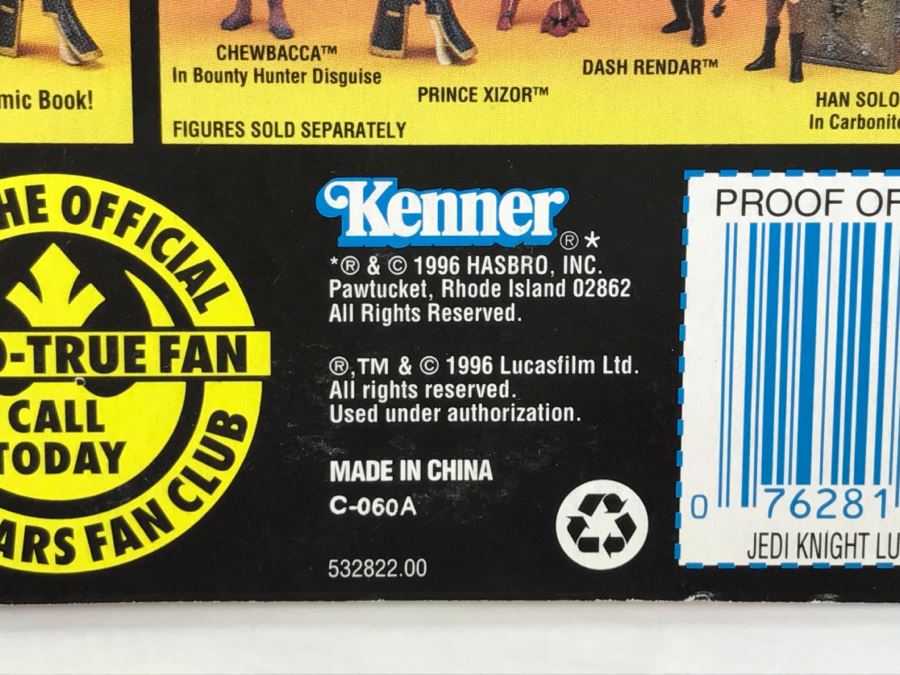 CHEWBACCA™
In Bounty Hunter Disguise
PRINCE XIZOR™
DASH RENDAR™
HAN SOLO
In Carbonite
mic Book!
FIGURES SOLD SEPARATELY
HE OFFICIAL
-TRUE FAN
CALL
TODAY
ARS FAN CLUB
Kenner®*
*® & © 1996 HASBRO, INC.
Pawtucket, Rhode Island 02862
All Rights Reserved.
®,TM & © 1996 Lucasfilm Ltd.
All rights reserved.
Used under authorization.
MADE IN CHINA
C-060A
532822.00
PROOF OF
0 76281
JEDI KNIGHT LU